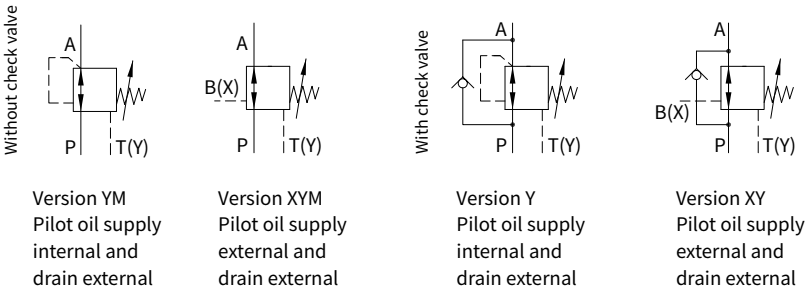 Without check valve
A
P
T(Y)
Version YM
Pilot oil supply
internal and
drain external
A
B(X)
P
T(Y)
Version XYM
Pilot oil supply
external and
drain external
With check valve
A
P
T(Y)
Version Y
Pilot oil supply
internal and
drain external
A
B(X)
P
T(Y)
Version XY
Pilot oil supply
external and
drain external